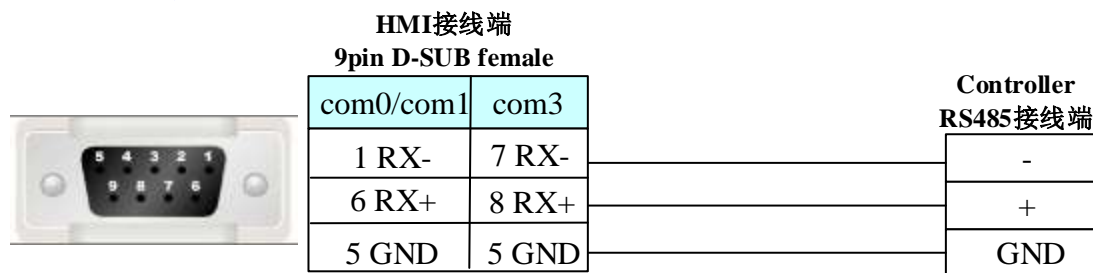 HMI接线端
9pin D-SUB female
Controller
RS485接线端
com0/com1 com3
1 RX- 7 RX- -
6 RX+ 8 RX+ +
5 GND 5 GND GND
5 4 3 2 1
9 8 7 6